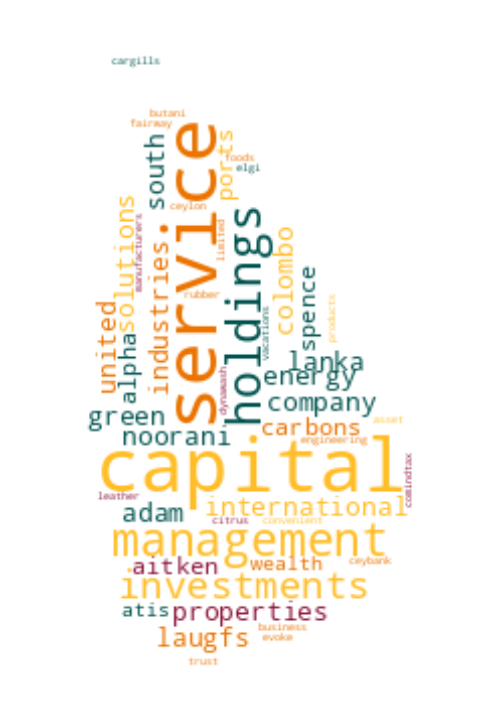 cargills
butani
fairway
service
south
ports
foods
elgi
ceylon
solutions
manufacturers
industries.
limited
holdings
colombo
spence
rubber
products
vacations
united
alpha
dynawash
lanka
energy
green
company
noorani
carbons
asset
engineering
capital
comindtax
leather
international
adam
citrus
convenient
management
aitken
wealth
ceybank
investments
atis
properties
business
laugfs
evoke
trust